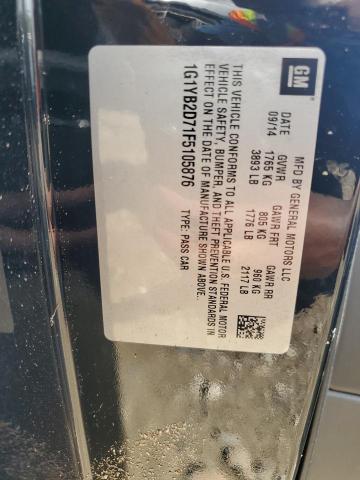 GM
MFD BY GENERAL MOTORS LLC
DATE GVWR GAWR FRT GAWR RR
09/14 1765 KG 805 KG 960 KG
3893 LB 1776 LB 2117 LB
THIS VEHICLE CONFORMS TO ALL APPLICABLE U.S. FEDERAL MOTOR
VEHICLE SAFETY, BUMPER, AND THEFT PREVENTION STANDARDS IN
EFFECT ON THE DATE OF MANUFACTURE SHOWN ABOVE.
1G1YB2D71F5105876 TYPE: PASS CAR